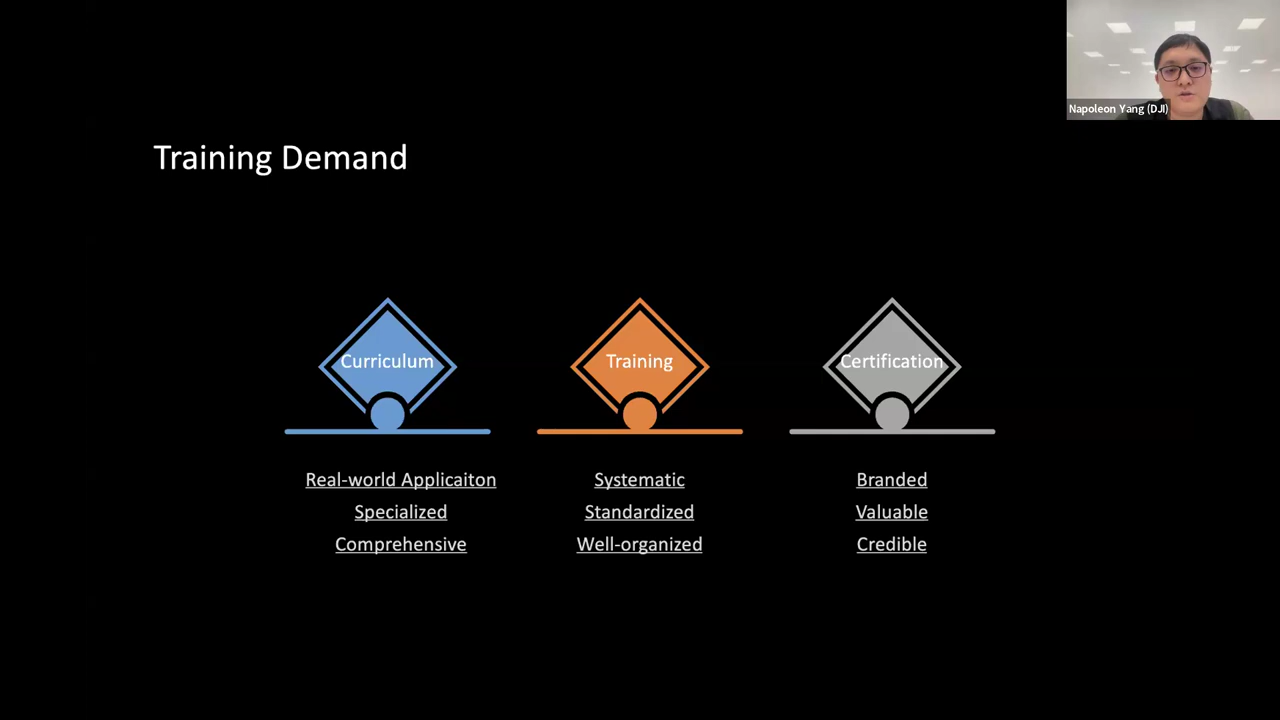 Napoleon Yang (DJI)
Training Demand
Curriculum
Training
Certification
Real-world Applicaiton
Specialized
Comprehensive
Systematic
Standardized
Well-organized
Branded
Valuable
Credible